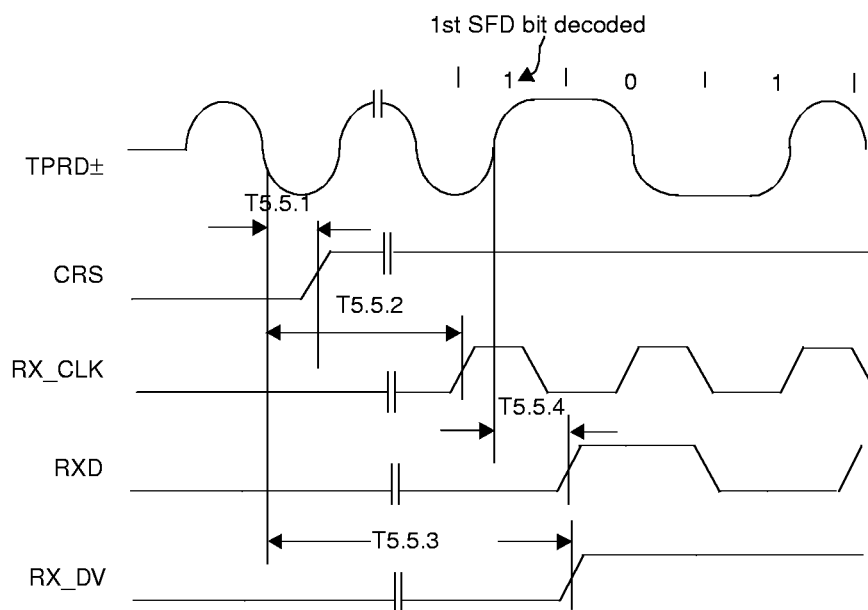 1st SFD bit decoded
1 0 1
TPRD±
T5.5.1
CRS
T5.5.2
RX_CLK
T5.5.4
RXD
T5.5.3
RX_DV